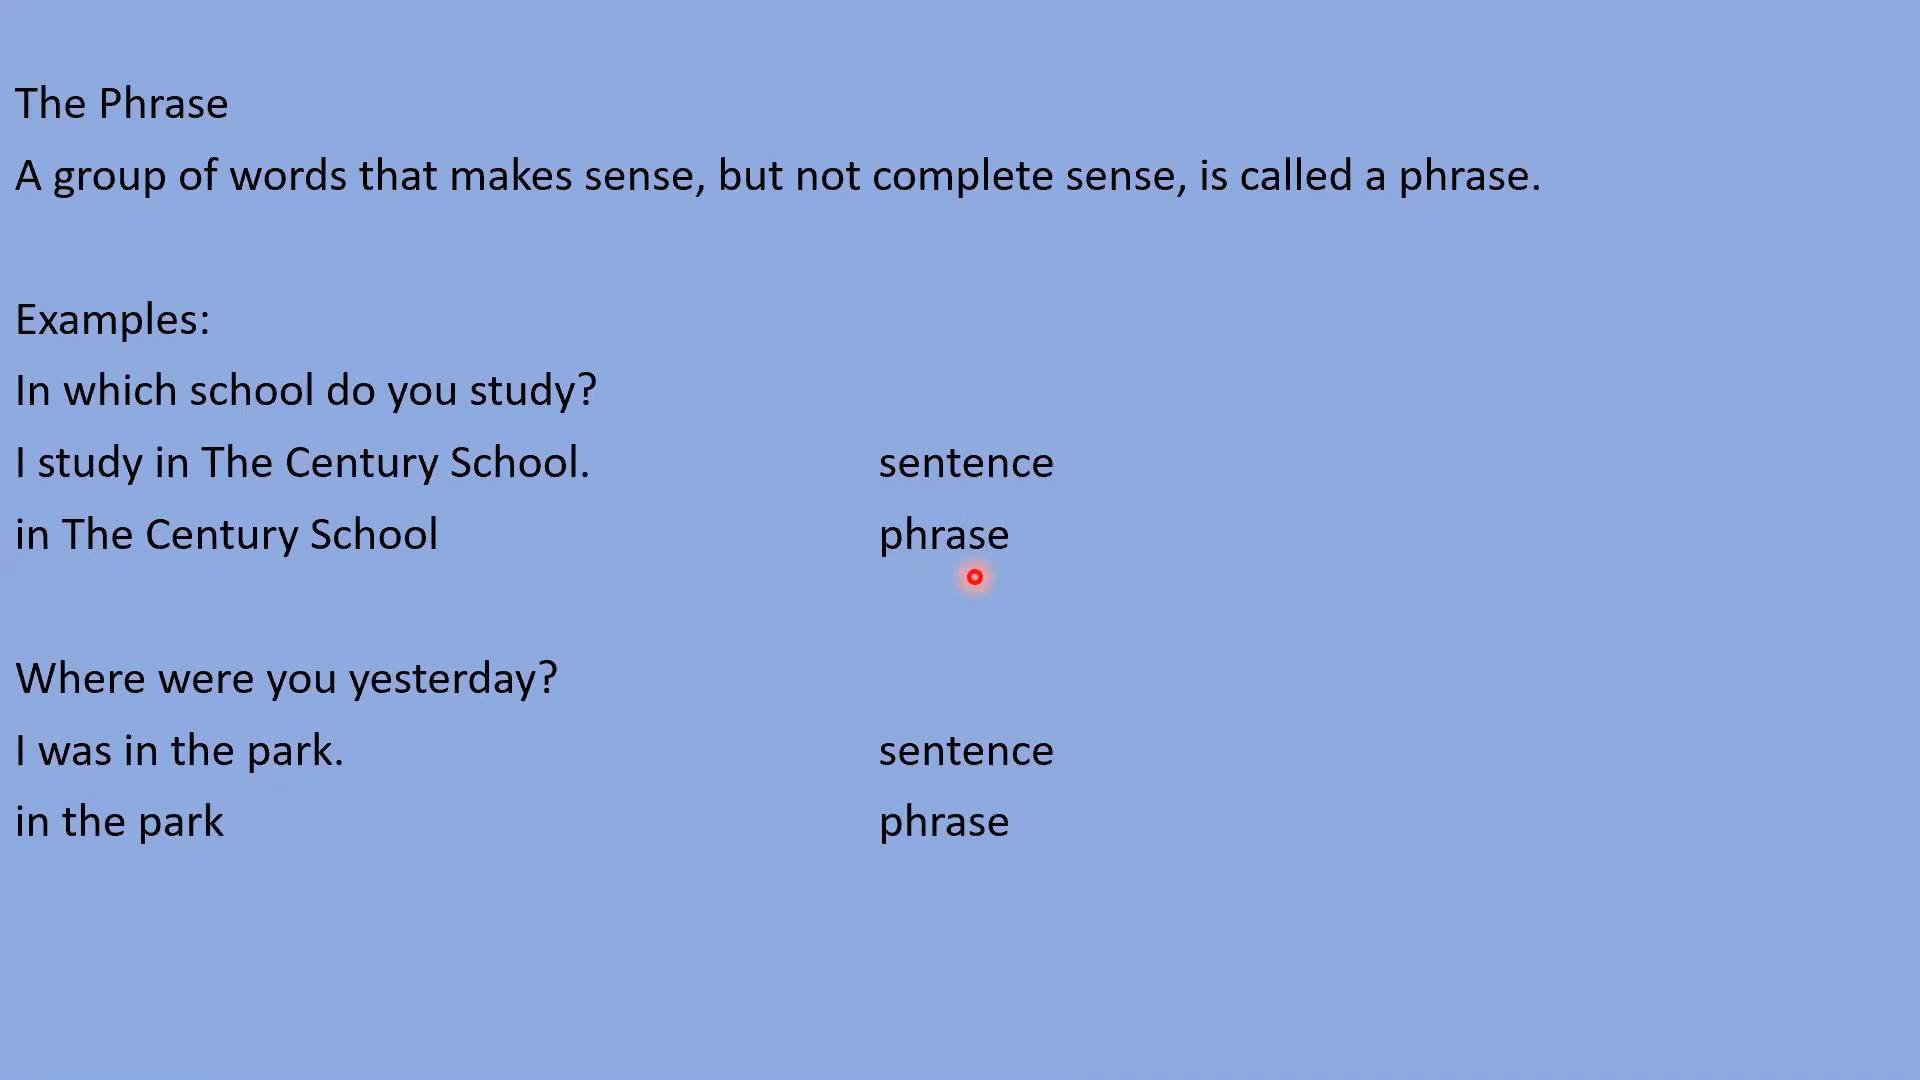 The Phrase
A group of words that makes sense, but not complete sense, is called a phrase.
Examples:
In which school do you study?
I study in The Century School. sentence
in The Century School phrase
Where were you yesterday?
I was in the park. sentence
in the park phrase